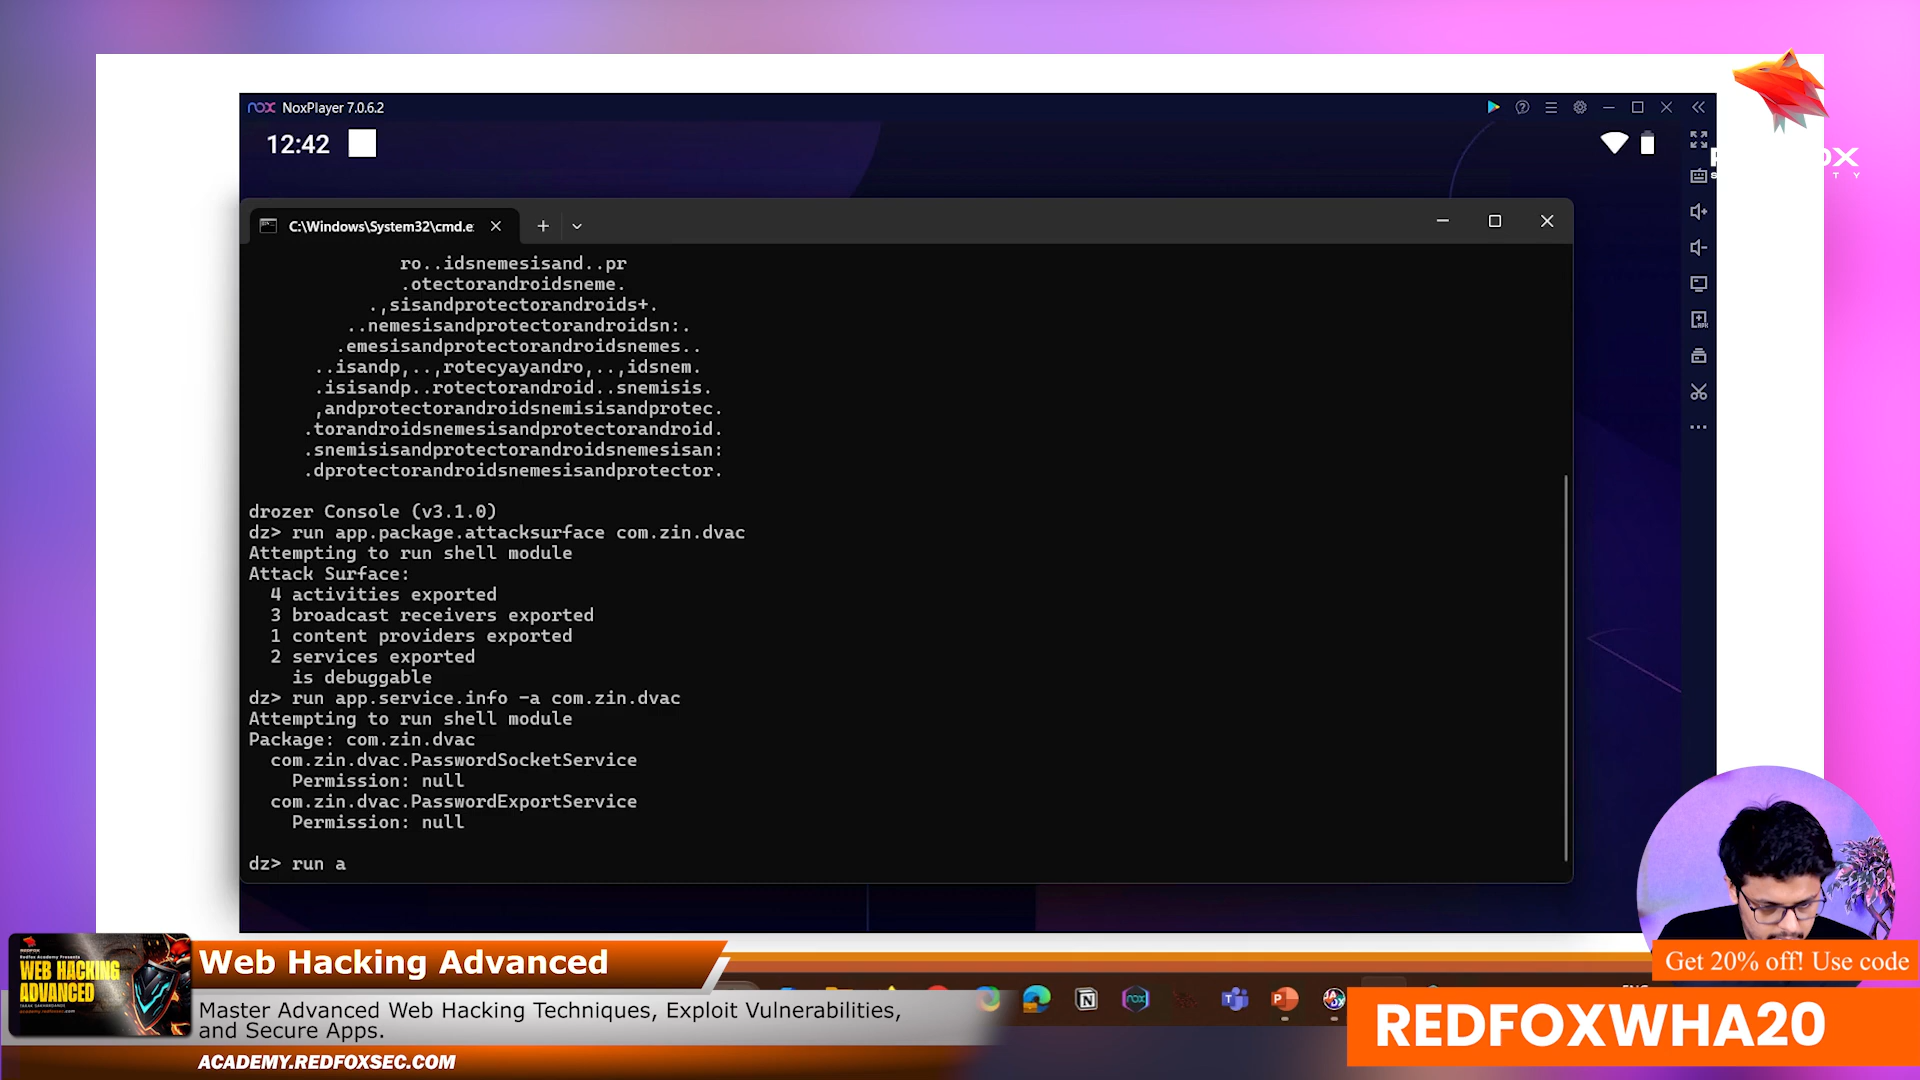 nox NoxPlayer 7.0.6.2
12:42
C:\Windows\System32\cmd.e
ro..idsnemesisand..pr
.otectorandroidsneme.
.,sisandprotectorandroids+.
..nemesisandprotectorandroidsn:.
.emesisandprotectorandroidsnemes..
..isandp,..,rotecyayandro,..,idsnem.
.isisandp..rotectorandroid..snemisis.
,andprotectorandroidsnemisisandprotec.
.torandroidsnemesisandprotectorandroid.
.snemisisandprotectorandroidsnemesisan:
.dprotectorandroidsnemesisandprotector.
drozer Console (v3.1.0)
dz> run app.package.attacksurface com.zin.dvac
Attempting to run shell module
Attack Surface:
4 activities exported
3 broadcast receivers exported
1 content providers exported
2 services exported
is debuggable
dz> run app.service.info -a com.zin.dvac
Attempting to run shell module
Package: com.zin.dvac
com.zin.dvac.PasswordSocketService
Permission: null
com.zin.dvac.PasswordExportService
Permission: null
dz> run a
WEB HACKING
ADVANCED
Web Hacking Advanced
Master Advanced Web Hacking Techniques, Exploit Vulnerabilities,
and Secure Apps.
ACADEMY.REDFOXSEC.COM
Get 20% off! Use code
REDFOXWHA20